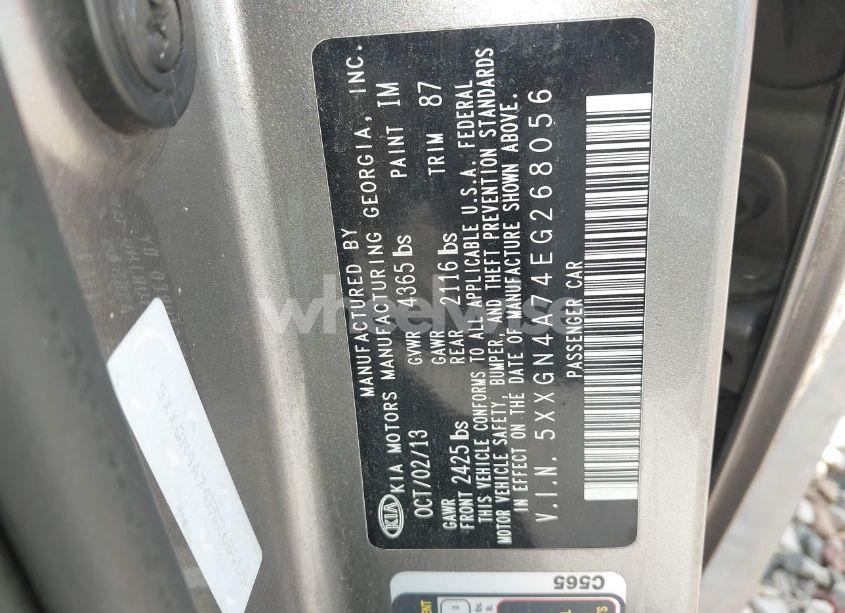 KIA
MANUFACTURED BY
KIA MOTORS MANUFACTURING GEORGIA, INC.
OCT/02/13 GVWR 4365 lbs PAINT IM
GAWR FRONT 2425 lbs GAWR REAR 2116 lbs TRIM 87
THIS VEHICLE CONFORMS TO ALL APPLICABLE U.S.A. FEDERAL
MOTOR VEHICLE SAFETY, BUMPER, AND THEFT PREVENTION STANDARDS
IN EFFECT ON THE DATE OF MANUFACTURE SHOWN ABOVE.
V.I.N. 5XXGN4A74EG268056
PASSENGER CAR
C565
wheelwise